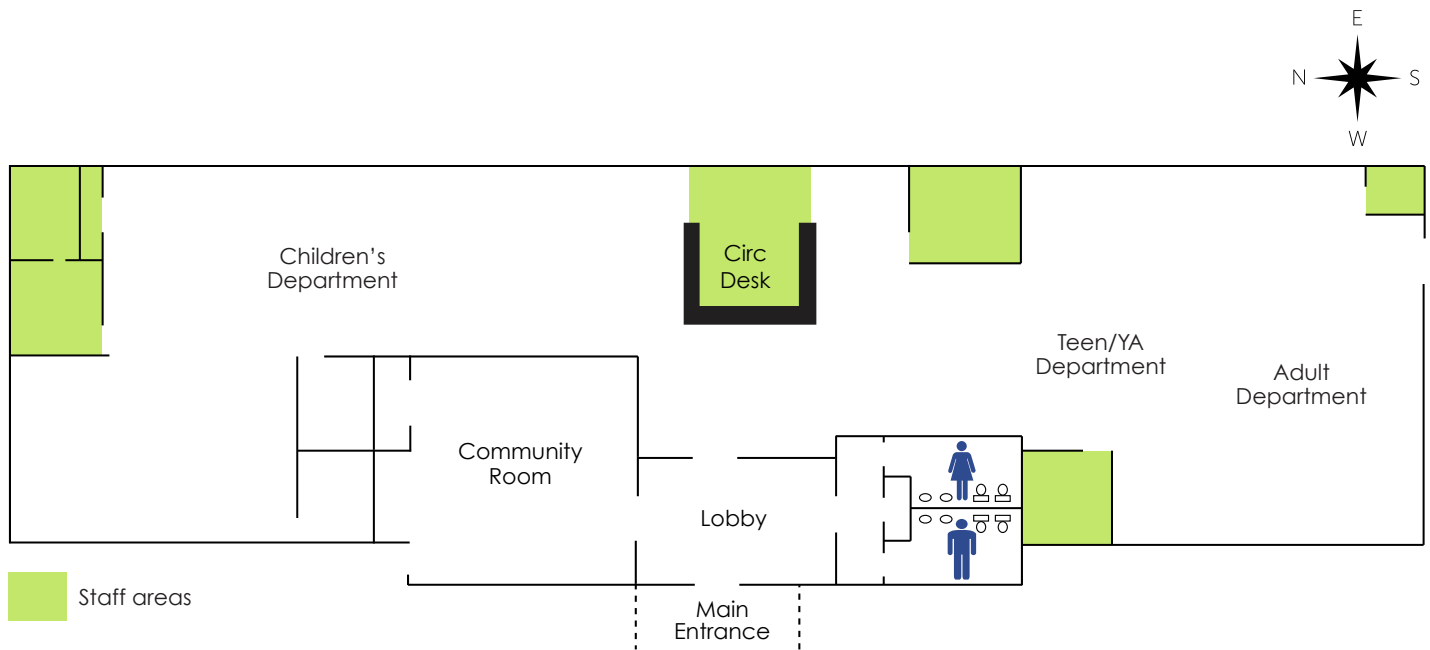 E
N
S
W
Circ
Desk
Children’s
Department
Teen/YA
Department
Adult
Department
Community
Room
Lobby
Staff areas
Main
Entrance